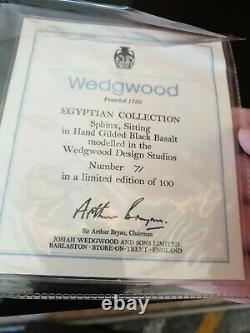 Wedgwood
Founded 1759
EGYPTIAN COLLECTION
Sphinx, Sitting
in Hand Gilded Black Basalt
modelled in the
Wedgwood Design Studios
Number 71
in a limited edition of 100
Arthur Bryan.
Sir Arthur Bryan, Chairman
JOSIAH WEDGWOOD AND SONS LIMITED
BARLASTON · STOKE-ON-TRENT · ENGLAND